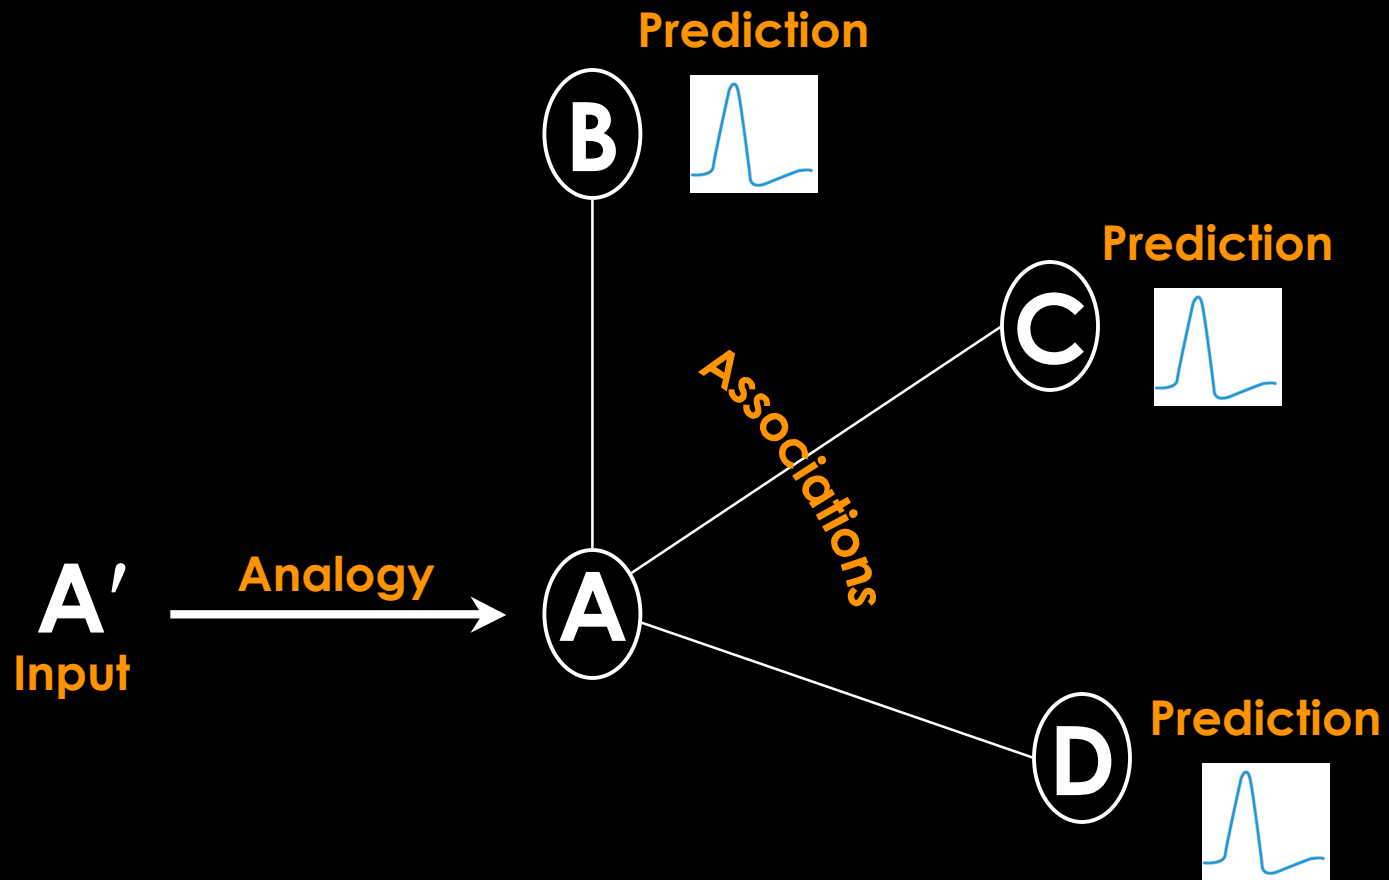 Prediction
B
Prediction
C
Associations
A′
Analogy
A
Input
Prediction
D